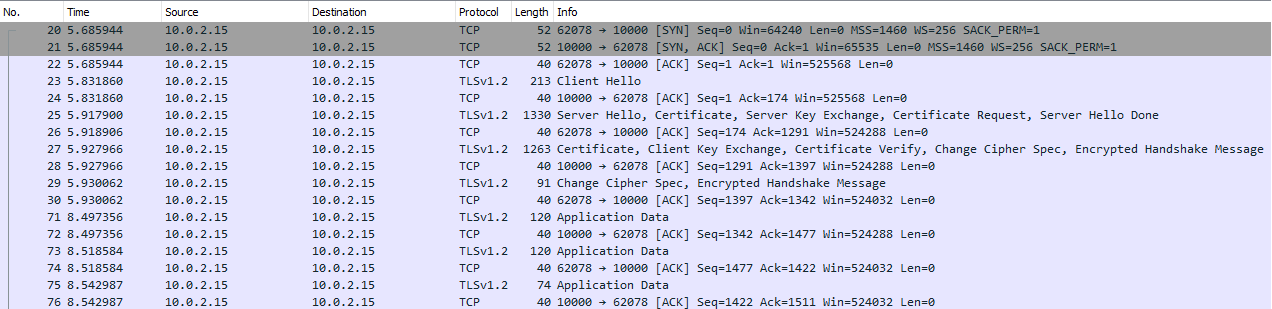 No. Time Source Destination Protocol Length Info
20 5.685944 10.0.2.15 10.0.2.15 TCP 52 62078 → 10000 [SYN] Seq=0 Win=64240 Len=0 MSS=1460 WS=256 SACK_PERM=1
21 5.685944 10.0.2.15 10.0.2.15 TCP 52 10000 → 62078 [SYN, ACK] Seq=0 Ack=1 Win=65535 Len=0 MSS=1460 WS=256 SACK_PERM=1
22 5.685944 10.0.2.15 10.0.2.15 TCP 40 62078 → 10000 [ACK] Seq=1 Ack=1 Win=525568 Len=0
23 5.831860 10.0.2.15 10.0.2.15 TLSv1.2 213 Client Hello
24 5.831860 10.0.2.15 10.0.2.15 TCP 40 10000 → 62078 [ACK] Seq=1 Ack=174 Win=525568 Len=0
25 5.917900 10.0.2.15 10.0.2.15 TLSv1.2 1330 Server Hello, Certificate, Server Key Exchange, Certificate Request, Server Hello Done
26 5.918906 10.0.2.15 10.0.2.15 TCP 40 62078 → 10000 [ACK] Seq=174 Ack=1291 Win=524288 Len=0
27 5.927966 10.0.2.15 10.0.2.15 TLSv1.2 1263 Certificate, Client Key Exchange, Certificate Verify, Change Cipher Spec, Encrypted Handshake Message
28 5.927966 10.0.2.15 10.0.2.15 TCP 40 10000 → 62078 [ACK] Seq=1291 Ack=1397 Win=524288 Len=0
29 5.930062 10.0.2.15 10.0.2.15 TLSv1.2 91 Change Cipher Spec, Encrypted Handshake Message
30 5.930062 10.0.2.15 10.0.2.15 TCP 40 62078 → 10000 [ACK] Seq=1397 Ack=1342 Win=524032 Len=0
71 8.497356 10.0.2.15 10.0.2.15 TLSv1.2 120 Application Data
72 8.497356 10.0.2.15 10.0.2.15 TCP 40 10000 → 62078 [ACK] Seq=1342 Ack=1477 Win=524288 Len=0
73 8.518584 10.0.2.15 10.0.2.15 TLSv1.2 120 Application Data
74 8.518584 10.0.2.15 10.0.2.15 TCP 40 62078 → 10000 [ACK] Seq=1477 Ack=1422 Win=524032 Len=0
75 8.542987 10.0.2.15 10.0.2.15 TLSv1.2 74 Application Data
76 8.542987 10.0.2.15 10.0.2.15 TCP 40 10000 → 62078 [ACK] Seq=1422 Ack=1511 Win=524032 Len=0